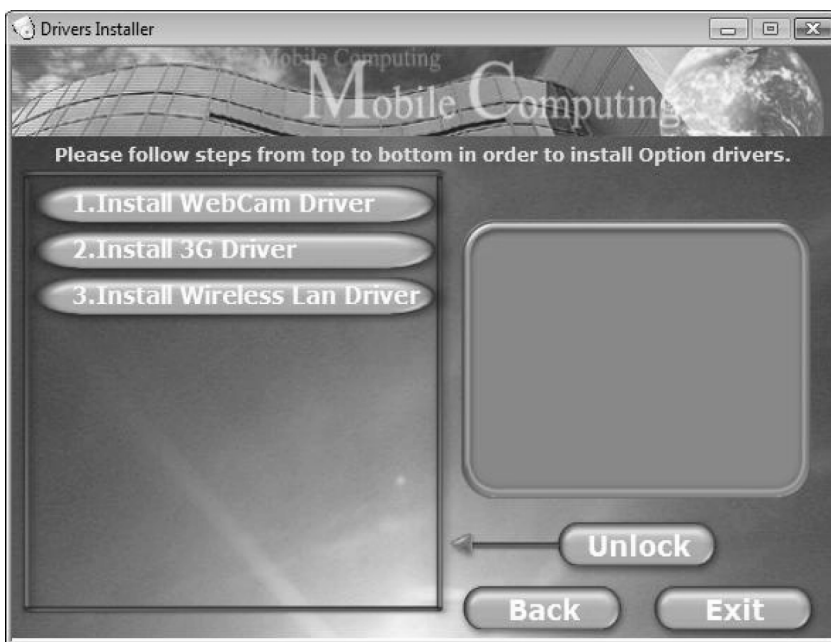 Drivers Installer
Mobile Computing
Mobile Computing
Please follow steps from top to bottom in order to install Option drivers.
1.Install WebCam Driver
2.Install 3G Driver
3.Install Wireless Lan Driver
Unlock
Back
Exit